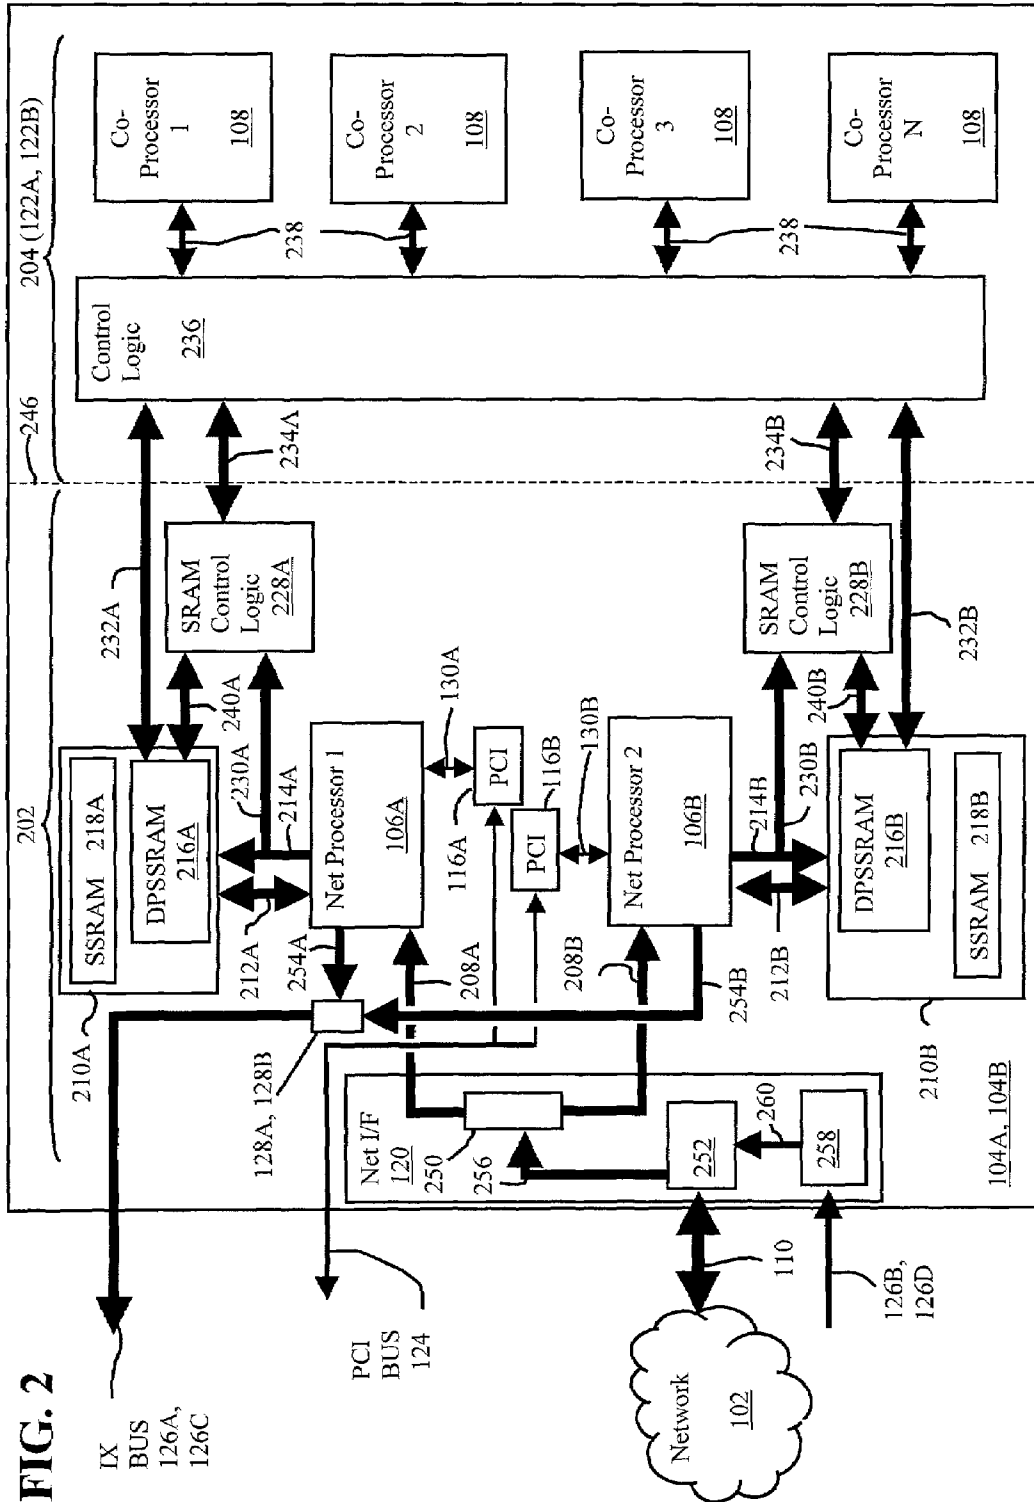 FIG. 2
IX
BUS
126A,
126C
PCI
BUS
124
Network
102
110
126B,
126D
202
246
204 (122A, 122B)
210A
SSRAM 218A
DPSSRAM
216A
232A
240A
SRAM
Control
Logic
228A
234A
230A
214A
212A
254A
Net Processor 1
106A
130A
PCI
116A
116B
PCI
130B
128A, 128B
208A
208B
Net Processor 2
106B
254B
212B
214B
230B
240B
SRAM
Control
Logic
228B
234B
232B
DPSSRAM
216B
SSRAM 218B
210B
Net I/F
120
250
256
252
260
258
104A, 104B
Control
Logic
236
238
238
Co-
Processor
1
108
Co-
Processor
2
108
Co-
Processor
3
108
Co-
Processor
N
108